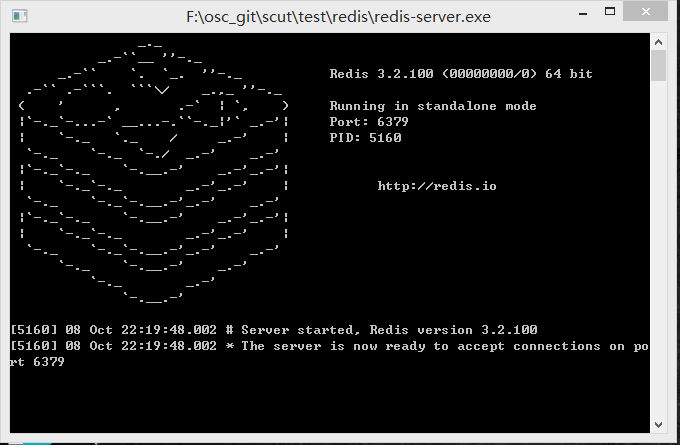 F:\osc_git\scut\test\redis\redis-server.exe
Redis 3.2.100 (00000000/0) 64 bit
Running in standalone mode
Port: 6379
PID: 5160
http://redis.io
[5160] 08 Oct 22:19:48.002 # Server started, Redis version 3.2.100
[5160] 08 Oct 22:19:48.002 * The server is now ready to accept connections on po
rt 6379